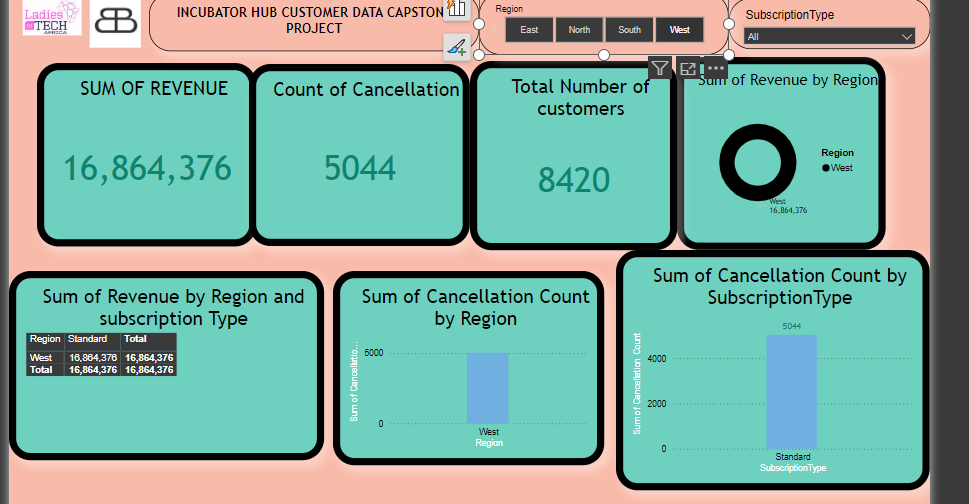 Ladies
in TECH
AFRICA
INCUBATOR HUB CUSTOMER DATA CAPSTON
PROJECT
Region
East
North
South
West
SubscriptionType
All
SUM OF REVENUE
16,864,376
Count of Cancellation
5044
Total Number of
customers
8420
Sum of Revenue by Region
Region
West
West
16,864,376
Sum of Revenue by Region and
subscription Type
Region Standard Total
West 16,864,376 16,864,376
Total 16,864,376 16,864,376
Sum of Cancellation Count
by Region
Sum of Cancellatio...
5000
0
West
Region
Sum of Cancellation Count by
SubscriptionType
Sum of Cancellation Count
5044
4000
2000
0
Standard
SubscriptionType